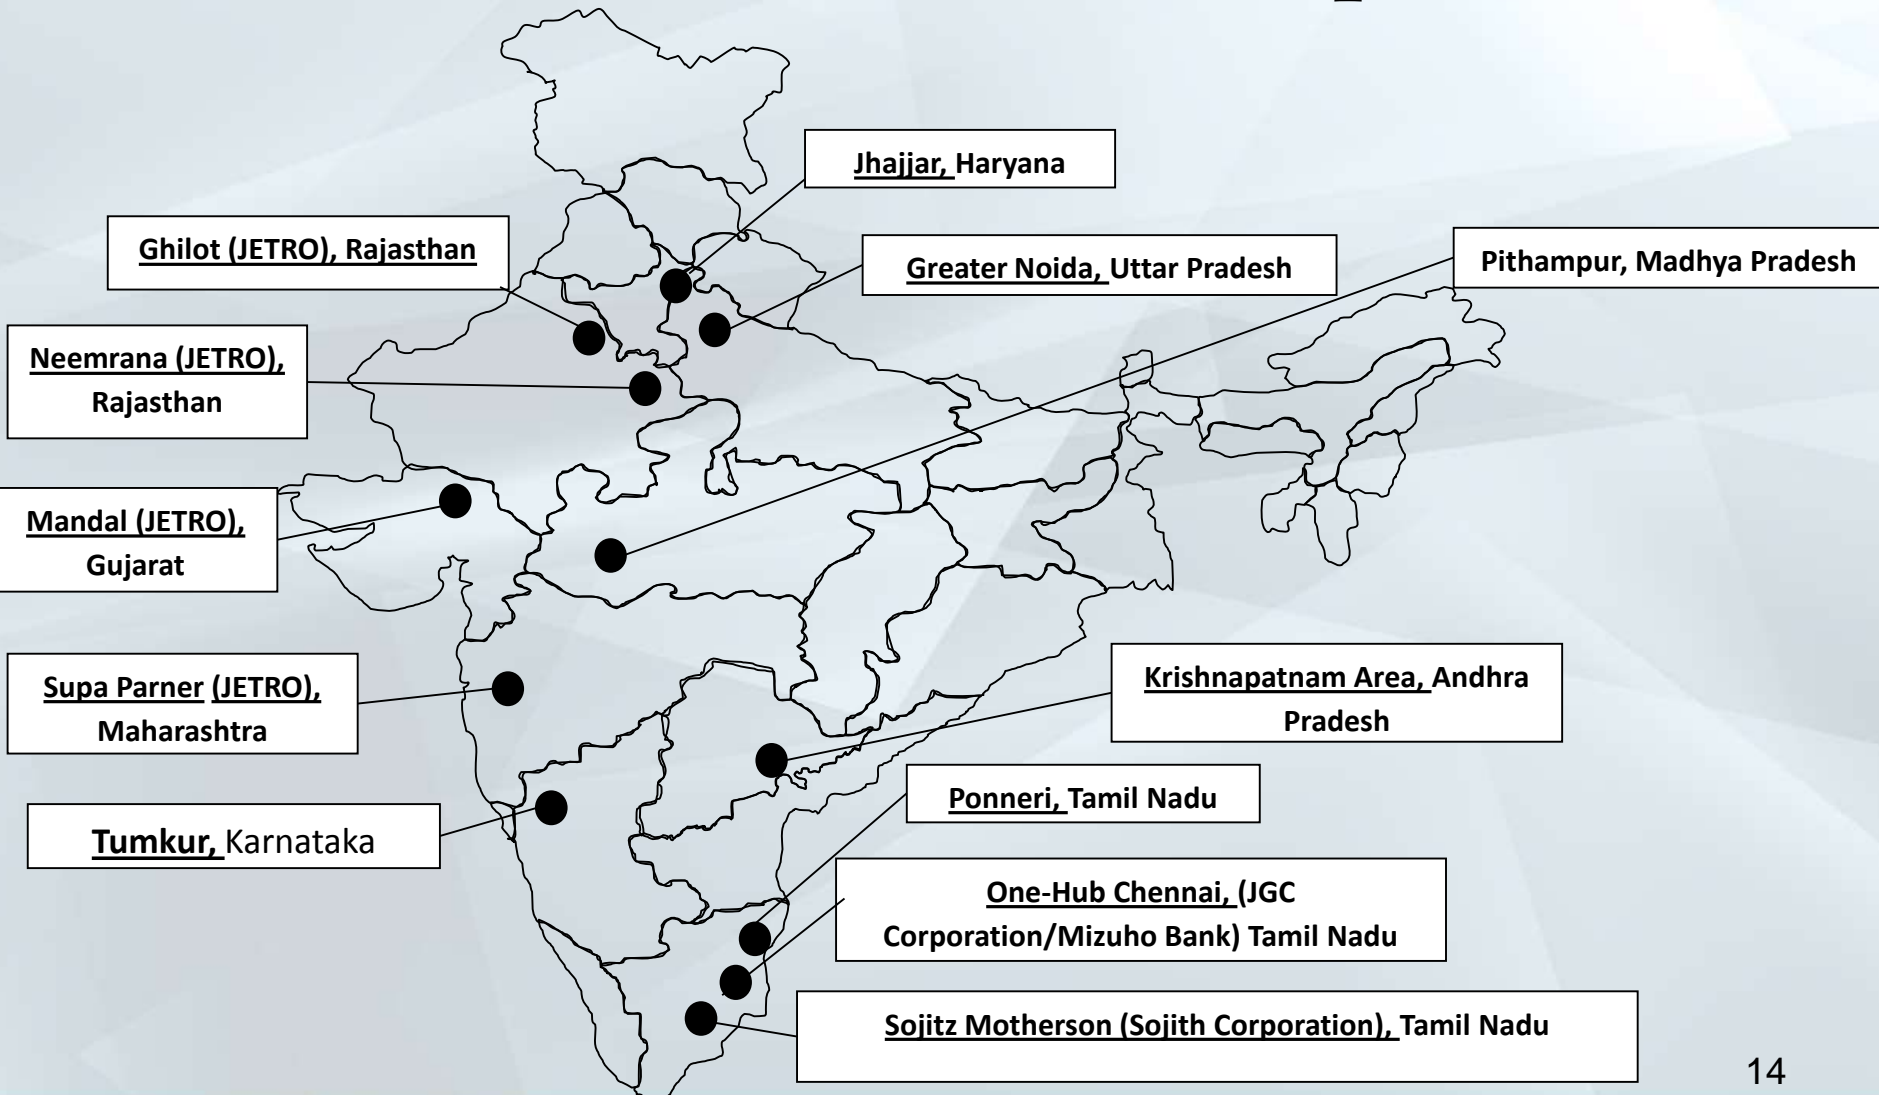 Jhajjar, Haryana
Ghilot (JETRO), Rajasthan
Greater Noida, Uttar Pradesh
Pithampur, Madhya Pradesh
Neemrana (JETRO),
Rajasthan
Mandal (JETRO),
Gujarat
Supa Parner (JETRO),
Maharashtra
Krishnapatnam Area, Andhra
Pradesh
Ponneri, Tamil Nadu
Tumkur, Karnataka
One-Hub Chennai, (JGC
Corporation/Mizuho Bank) Tamil Nadu
Sojitz Motherson (Sojith Corporation), Tamil Nadu
14